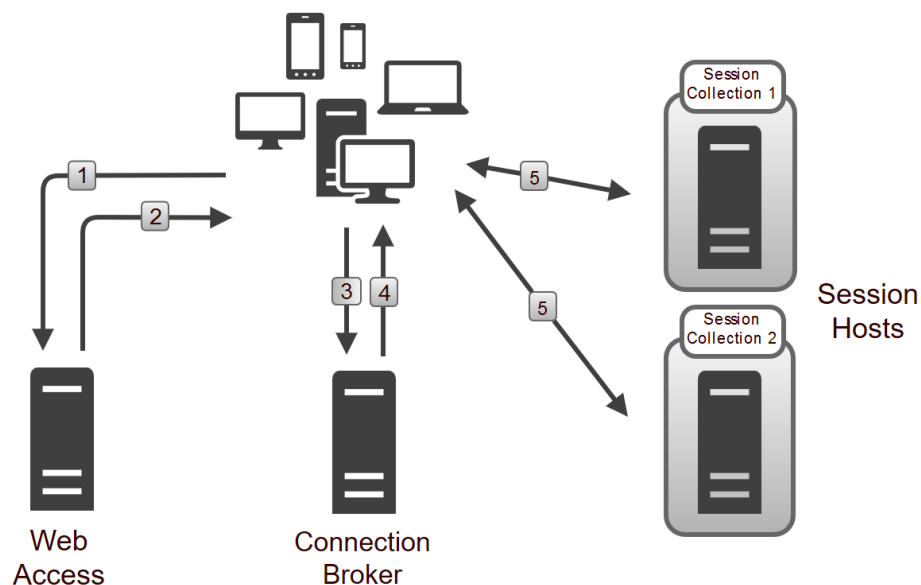 Session
Collection 1
1
5
2
3
4
5
Session
Hosts
Session
Collection 2
Web
Access
Connection
Broker